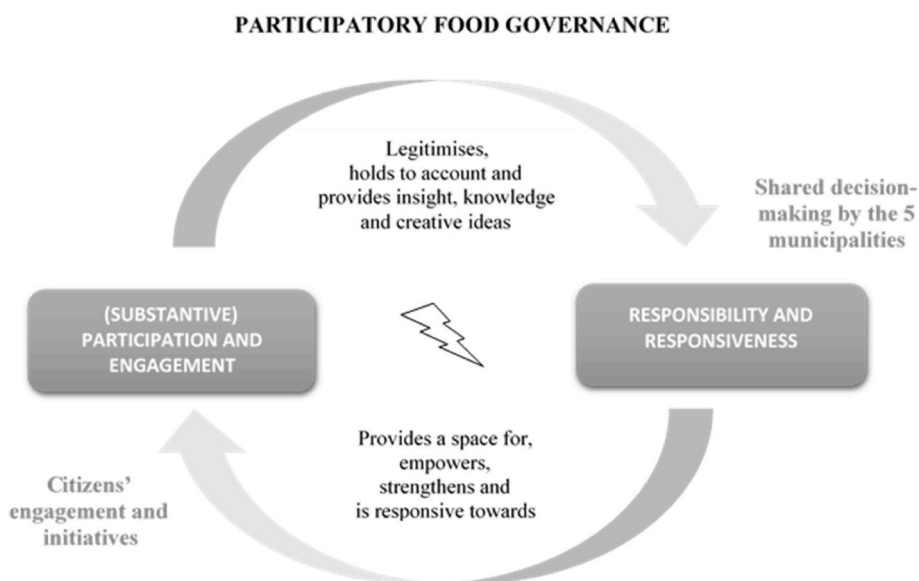 PARTICIPATORY FOOD GOVERNANCE
Legitimises,
holds to account and
provides insight, knowledge
and creative ideas
Shared decision-
making by the 5
municipalities
(SUBSTANTIVE)
PARTICIPATION AND
ENGAGEMENT
RESPONSIBILITY AND
RESPONSIVENESS
Provides a space for,
empowers,
strengthens and
is responsive towards
Citizens’
engagement and
initiatives